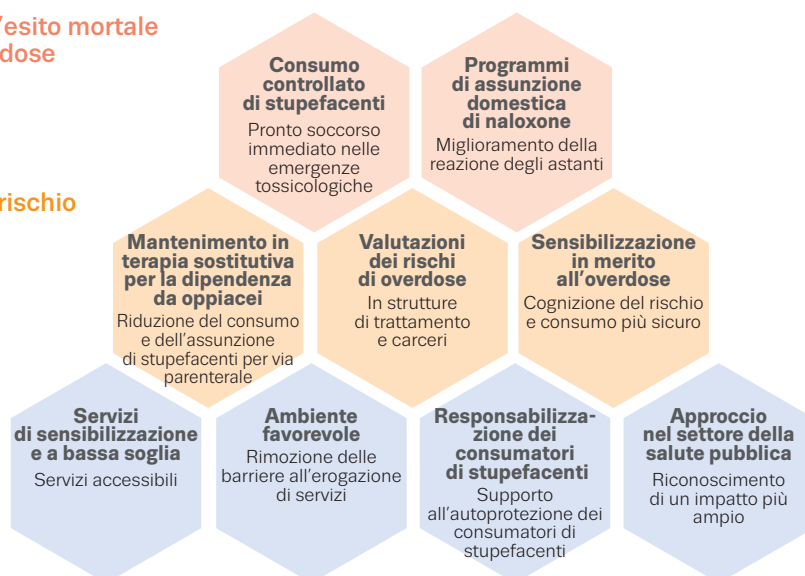 ’esito mortale
dose
Consumo
controllato
di stupefacenti
Pronto soccorso
immediato nelle
emergenze
tossicologiche
Programmi
di assunzione
domestica
di naloxone
Miglioramento della
reazione degli astanti
rischio
Mantenimento in
terapia sostitutiva
per la dipendenza
da oppiacei
Riduzione del consumo
e dell’assunzione
di stupefacenti per via
parenterale
Valutazioni
dei rischi
di overdose
In strutture
di trattamento
e carceri
Sensibilizzazione
in merito
all’overdose
Cognizione del rischio
e consumo più sicuro
Servizi
di sensibilizzazione
e a bassa soglia
Servizi accessibili
Ambiente
favorevole
Rimozione delle
barriere all’erogazione
di servizi
Responsabilizza-
zione dei
consumatori
di stupefacenti
Supporto
all’autoprotezione dei
consumatori di
stupefacenti
Approccio
nel settore della
salute pubblica
Riconoscimento
di un impatto più
ampio